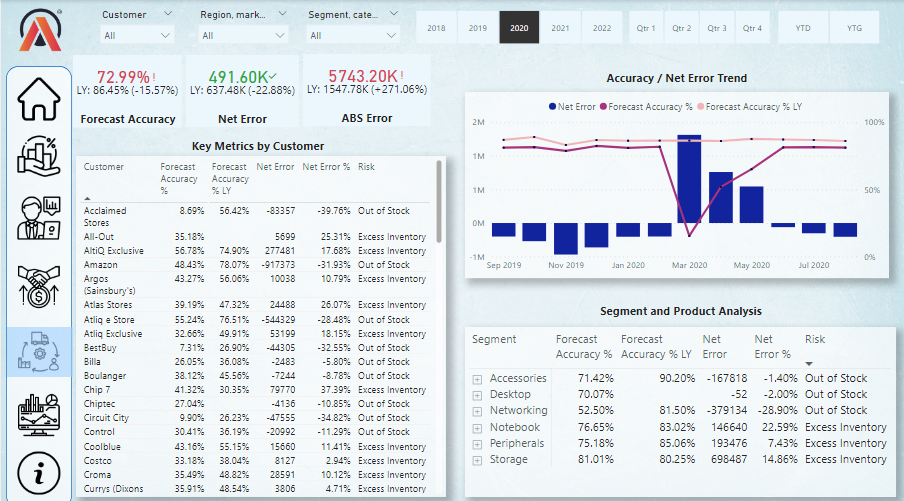 Customer
All
Region, mark...
All
Segment, cate...
All
2018 2019 2020 2021 2022
Qtr 1 Qtr 2 Qtr 3 Qtr 4
YTD YTG
72.99%!
LY: 86.45% (-15.57%)
Forecast Accuracy
491.60K✓
LY: 637.48K (-22.88%)
Net Error
5743.20K!
LY: 1547.78K (+271.06%)
ABS Error
Key Metrics by Customer
Customer Forecast Accuracy % Forecast Accuracy % LY Net Error Net Error % Risk
Acclaimed Stores 8.69% 56.42% -83357 -39.76% Out of Stock
All-Out 35.18% 5699 25.31% Excess Inventory
AltiQ Exclusive 56.78% 74.90% 277481 17.68% Excess Inventory
Amazon 48.43% 78.07% -917373 -31.93% Out of Stock
Argos (Sainsbury's) 43.27% 56.06% 10038 10.79% Excess Inventory
Atlas Stores 39.19% 47.32% 24488 26.07% Excess Inventory
Atliq e Store 55.24% 76.51% -544329 -28.48% Out of Stock
Atliq Exclusive 32.66% 49.91% 53199 18.15% Excess Inventory
BestBuy 7.31% 26.90% -44305 -32.55% Out of Stock
Billa 26.05% 36.08% -2483 -5.80% Out of Stock
Boulanger 38.12% 45.56% -7244 -8.78% Out of Stock
Chip 7 41.32% 30.35% 79770 37.39% Excess Inventory
Chiptec 27.04% -4136 -10.85% Out of Stock
Circuit City 9.90% 26.23% -47555 -34.82% Out of Stock
Control 30.41% 36.19% -20992 -11.29% Out of Stock
Coolblue 43.16% 55.15% 15660 11.41% Excess Inventory
Costco 33.18% 38.04% 8127 2.94% Excess Inventory
Croma 35.49% 48.82% 28591 10.12% Excess Inventory
Currys (Dixons 35.91% 48.54% 3806 4.71% Excess Inventory
Accuracy / Net Error Trend
Net Error Forecast Accuracy % Forecast Accuracy % LY
2M
1M
1M
0M
-1M
100%
50%
0%
Sep 2019 Nov 2019 Jan 2020 Mar 2020 May 2020 Jul 2020
Segment and Product Analysis
Segment Forecast Accuracy % Forecast Accuracy % LY Net Error Net Error % Risk
Accessories 71.42% 90.20% -167818 -1.40% Out of Stock
Desktop 70.07% -52 -2.00% Out of Stock
Networking 52.50% 81.50% -379134 -28.90% Out of Stock
Notebook 76.65% 83.02% 146640 22.59% Excess Inventory
Peripherals 75.18% 85.06% 193476 7.43% Excess Inventory
Storage 81.01% 80.25% 698487 14.86% Excess Inventory